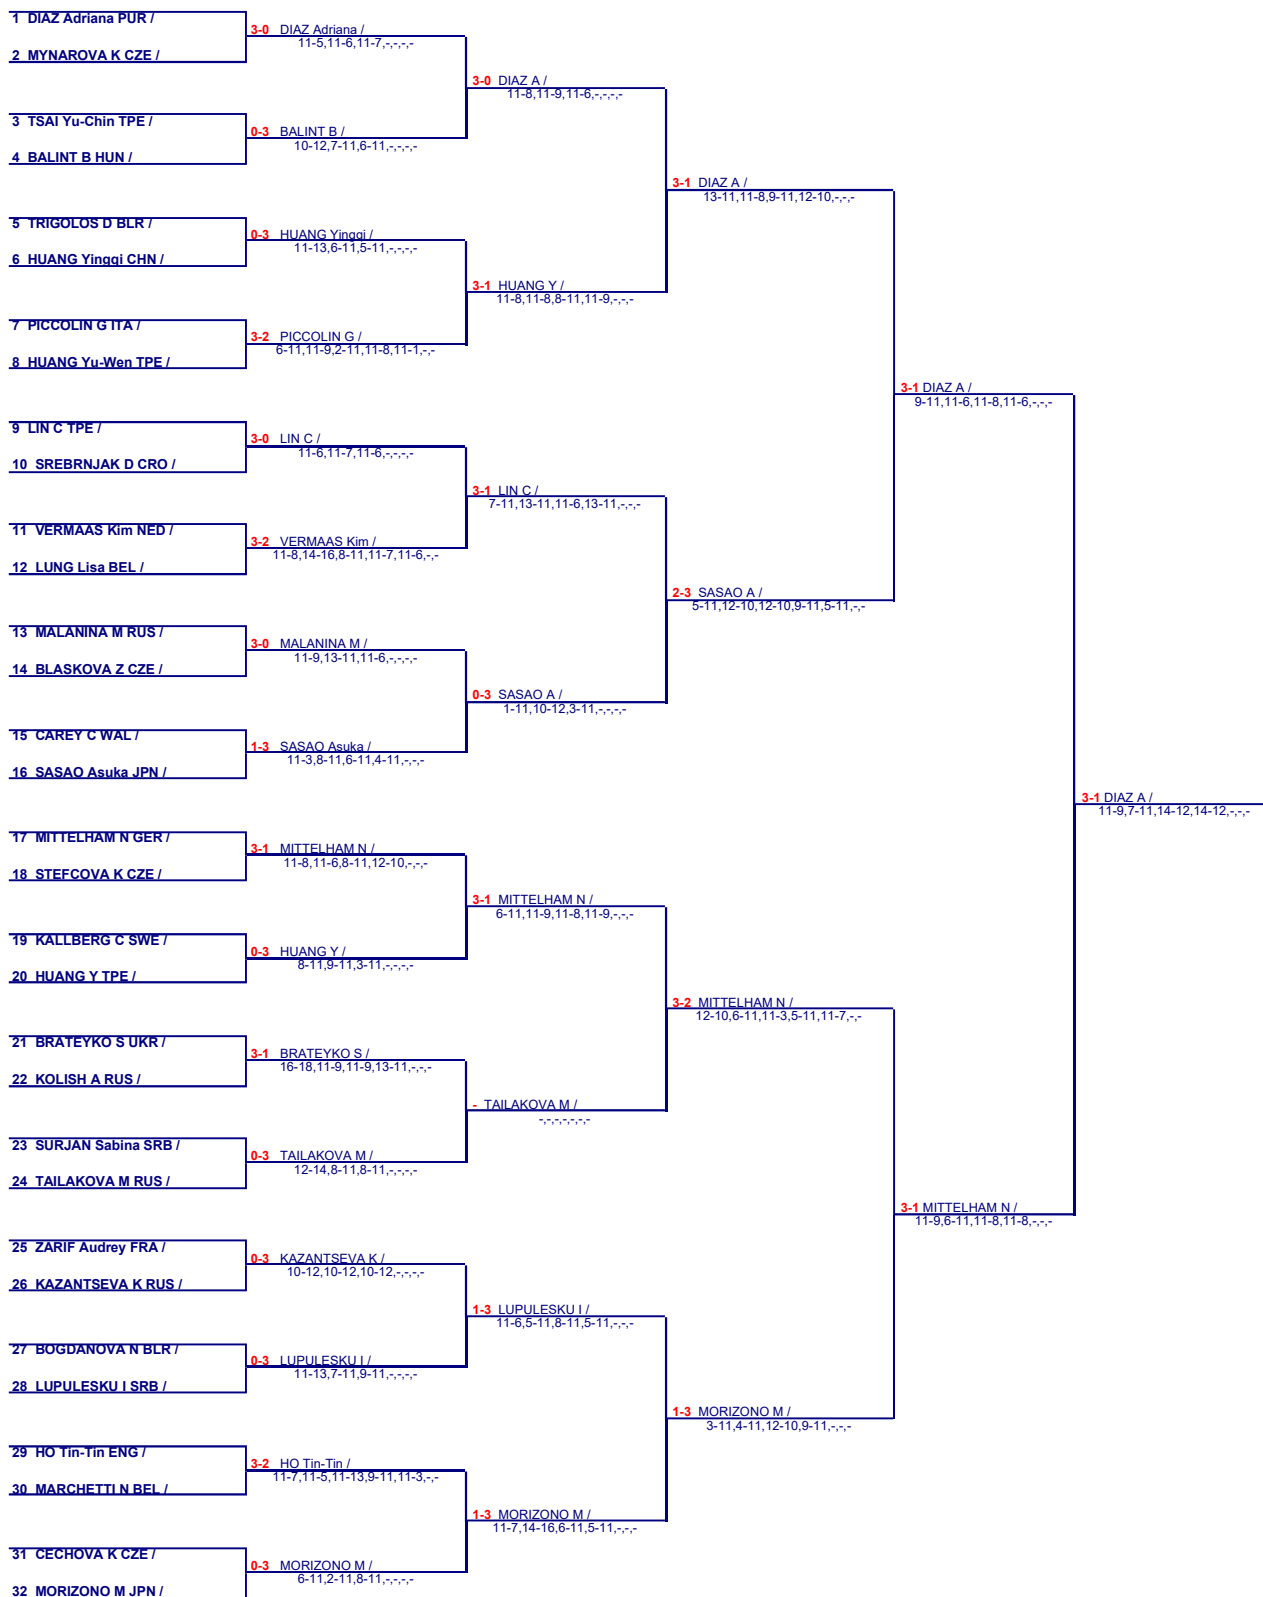 1 DIAZ Adriana PUR /
3-0 DIAZ Adriana /
11-5,11-6,11-7,-,-,-,-
2 MYNAROVA K CZE /
3-0 DIAZ A /
11-8,11-9,11-6,-,-,-,-
3 TSAI Yu-Chin TPE /
0-3 BALINT B /
10-12,7-11,6-11,-,-,-,-
4 BALINT B HUN /
3-1 DIAZ A /
13-11,11-8,9-11,12-10,-,-,-
5 TRIGOLOS D BLR /
0-3 HUANG Yingqi /
11-13,6-11,5-11,-,-,-,-
6 HUANG Yingqi CHN /
3-1 HUANG Y /
11-8,11-8,8-11,11-9,-,-,-
7 PICCOLIN G ITA /
3-2 PICCOLIN G /
6-11,11-9,2-11,11-8,11-1,-,-
8 HUANG Yu-Wen TPE /
3-1 DIAZ A /
9-11,11-6,11-8,11-6,-,-,-
9 LIN C TPE /
3-0 LIN C /
11-6,11-7,11-6,-,-,-,-
10 SREBRNJAK D CRO /
3-1 LIN C /
7-11,13-11,11-6,13-11,-,-,-
11 VERMAAS Kim NED /
3-2 VERMAAS Kim /
11-8,14-16,8-11,11-7,11-6,-,-
12 LUNG Lisa BEL /
2-3 SASAO A /
5-11,12-10,12-10,9-11,5-11,-,-
13 MALANINA M RUS /
3-0 MALANINA M /
11-9,13-11,11-6,-,-,-,-
14 BLASKOVA Z CZE /
0-3 SASAO A /
1-11,10-12,3-11,-,-,-,-
15 CAREY C WAL /
1-3 SASAO Asuka /
11-3,8-11,6-11,4-11,-,-,-
16 SASAO Asuka JPN /
3-1 DIAZ A /
11-9,7-11,14-12,14-12,-,-,-
17 MITTELHAM N GER /
3-1 MITTELHAM N /
11-8,11-6,8-11,12-10,-,-,-
18 STEFCOVA K CZE /
3-1 MITTELHAM N /
6-11,11-9,11-8,11-9,-,-,-
19 KALLBERG C SWE /
0-3 HUANG Y /
8-11,9-11,3-11,-,-,-,-
20 HUANG Y TPE /
3-2 MITTELHAM N /
12-10,6-11,11-3,5-11,11-7,-,-
21 BRATEYKO S UKR /
3-1 BRATEYKO S /
16-18,11-9,11-9,13-11,-,-,-
22 KOLISH A RUS /
- TAILAKOVA M /
-,-,-,-,-,-,-
23 SURJAN Sabina SRB /
0-3 TAILAKOVA M /
12-14,8-11,8-11,-,-,-,-
24 TAILAKOVA M RUS /
3-1 MITTELHAM N /
11-9,6-11,11-8,11-8,-,-,-
25 ZARIF Audrey FRA /
0-3 KAZANTSEVA K /
10-12,10-12,10-12,-,-,-,-
26 KAZANTSEVA K RUS /
1-3 LUPULESKU I /
11-6,5-11,8-11,5-11,-,-,-
27 BOGDANOVA N BLR /
0-3 LUPULESKU I /
11-13,7-11,9-11,-,-,-,-
28 LUPULESKU I SRB /
1-3 MORIZONO M /
3-11,4-11,12-10,9-11,-,-,-
29 HO Tin-Tin ENG /
3-2 HO Tin-Tin /
11-7,11-5,11-13,9-11,11-3,-,-
30 MARCHETTI N BEL /
1-3 MORIZONO M /
11-7,14-16,6-11,5-11,-,-,-
31 CECHOVA K CZE /
0-3 MORIZONO M /
6-11,2-11,8-11,-,-,-,-
32 MORIZONO M JPN /